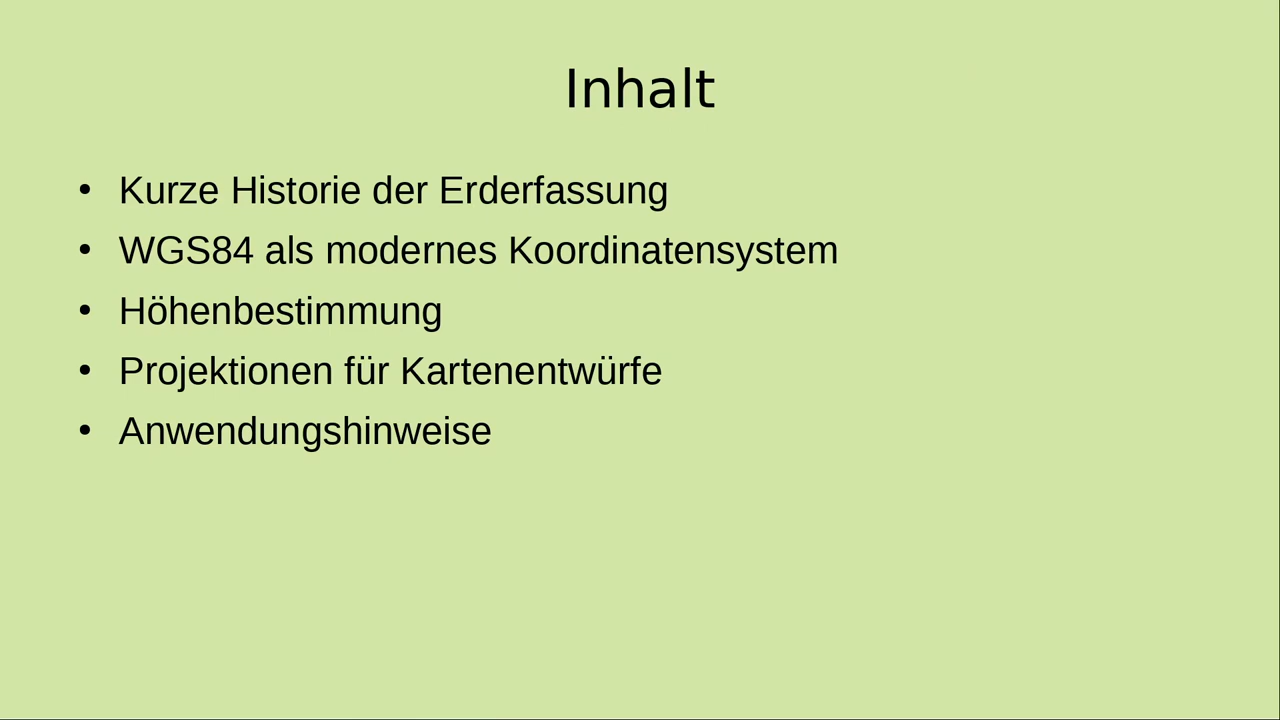 Inhalt
• Kurze Historie der Erderfassung
• WGS84 als modernes Koordinatensystem
• Höhenbestimmung
• Projektionen für Kartenentwürfe
• Anwendungshinweise